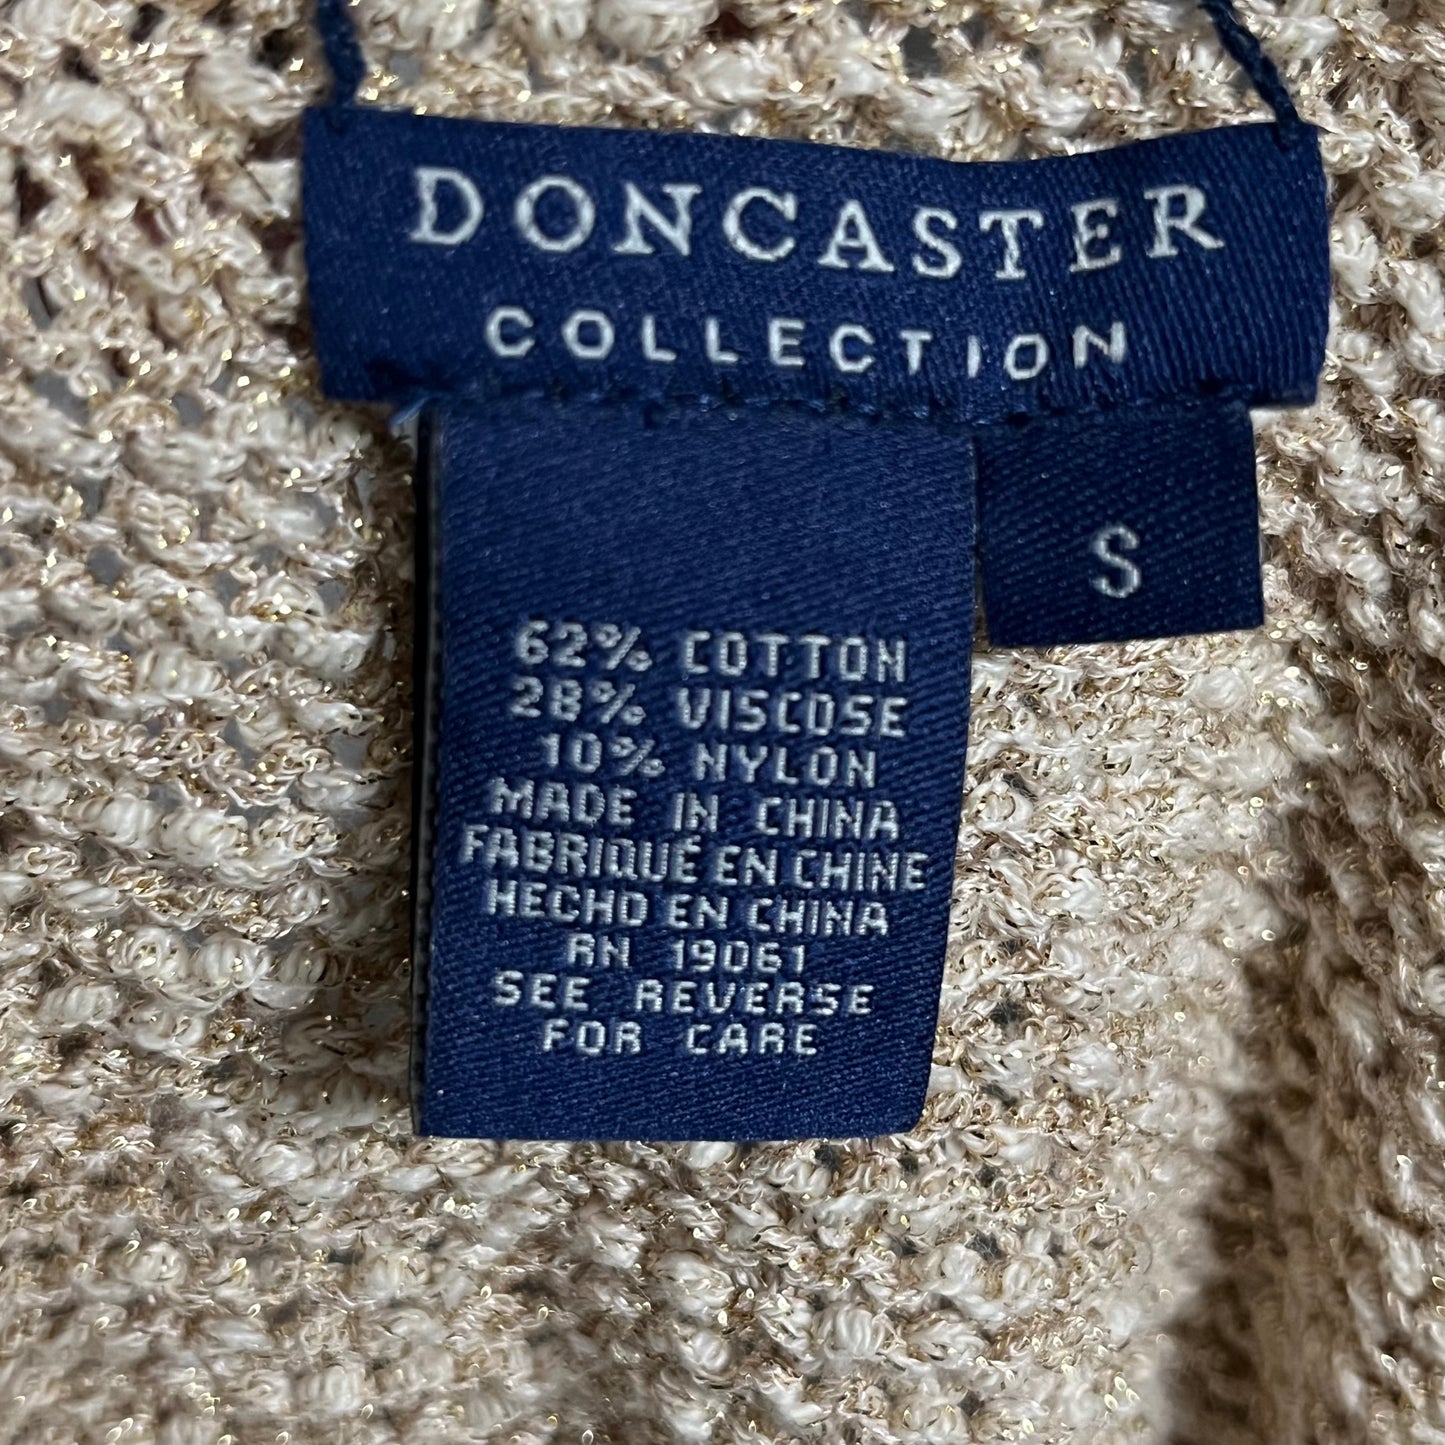 DONCASTER
COLLECTION
S
62% COTTON
28% VISCOSE
10% NYLON
MADE IN CHINA
FABRIQUÉ EN CHINE
HECHO EN CHINA
RN 19061
SEE REVERSE
FOR CARE